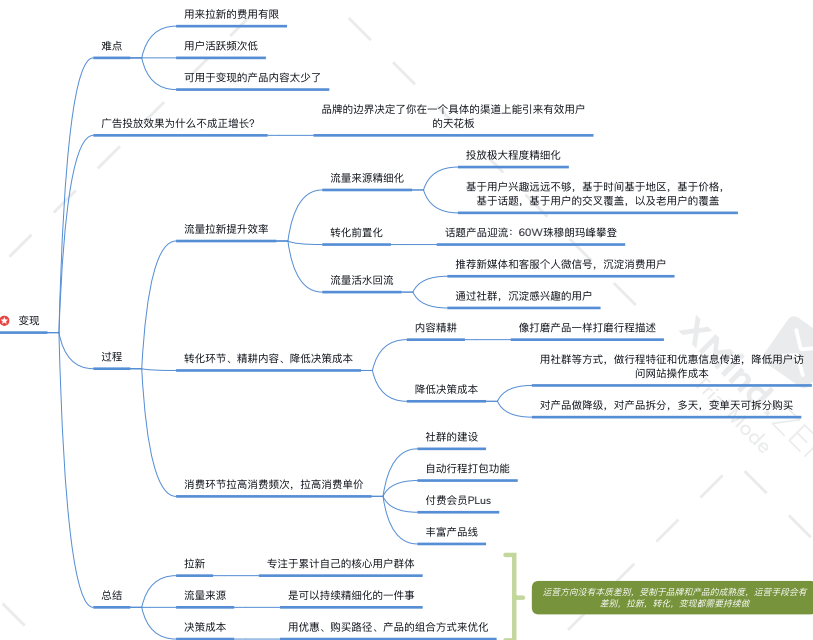 变现
难点
用来拉新的费用有限
用户活跃频次低
可用于变现的产品内容太少了
广告投放效果为什么不成正增长？
品牌的边界决定了你在一个具体的渠道上能引来有效用户
的天花板
过程
流量拉新提升效率
流量来源精细化
投放极大程度精细化
基于用户兴趣远远不够，基于时间基于地区，基于价格，
基于话题，基于用户的交叉覆盖，以及老用户的覆盖
转化前置化
话题产品迎流：60W珠穆朗玛峰攀登
流量活水回流
推荐新媒体和客服个人微信号，沉淀消费用户
通过社群，沉淀感兴趣的用户
转化环节、精耕内容、降低决策成本
内容精耕
像打磨产品一样打磨行程描述
降低决策成本
用社群等方式，做行程特征和优惠信息传递，降低用户访
问网站操作成本
对产品做降级，对产品拆分，多天，变单天可拆分购买
消费环节拉高消费频次，拉高消费单价
社群的建设
自动行程打包功能
付费会员PLus
丰富产品线
总结
拉新
专注于累计自己的核心用户群体
流量来源
是可以持续精细化的一件事
决策成本
用优惠、购买路径、产品的组合方式来优化
运营方向没有本质差别，受制于品牌和产品的成熟度，运营手段会有
差别，拉新，转化，变现都需要持续做
XMind:ZEN
Trial Mode